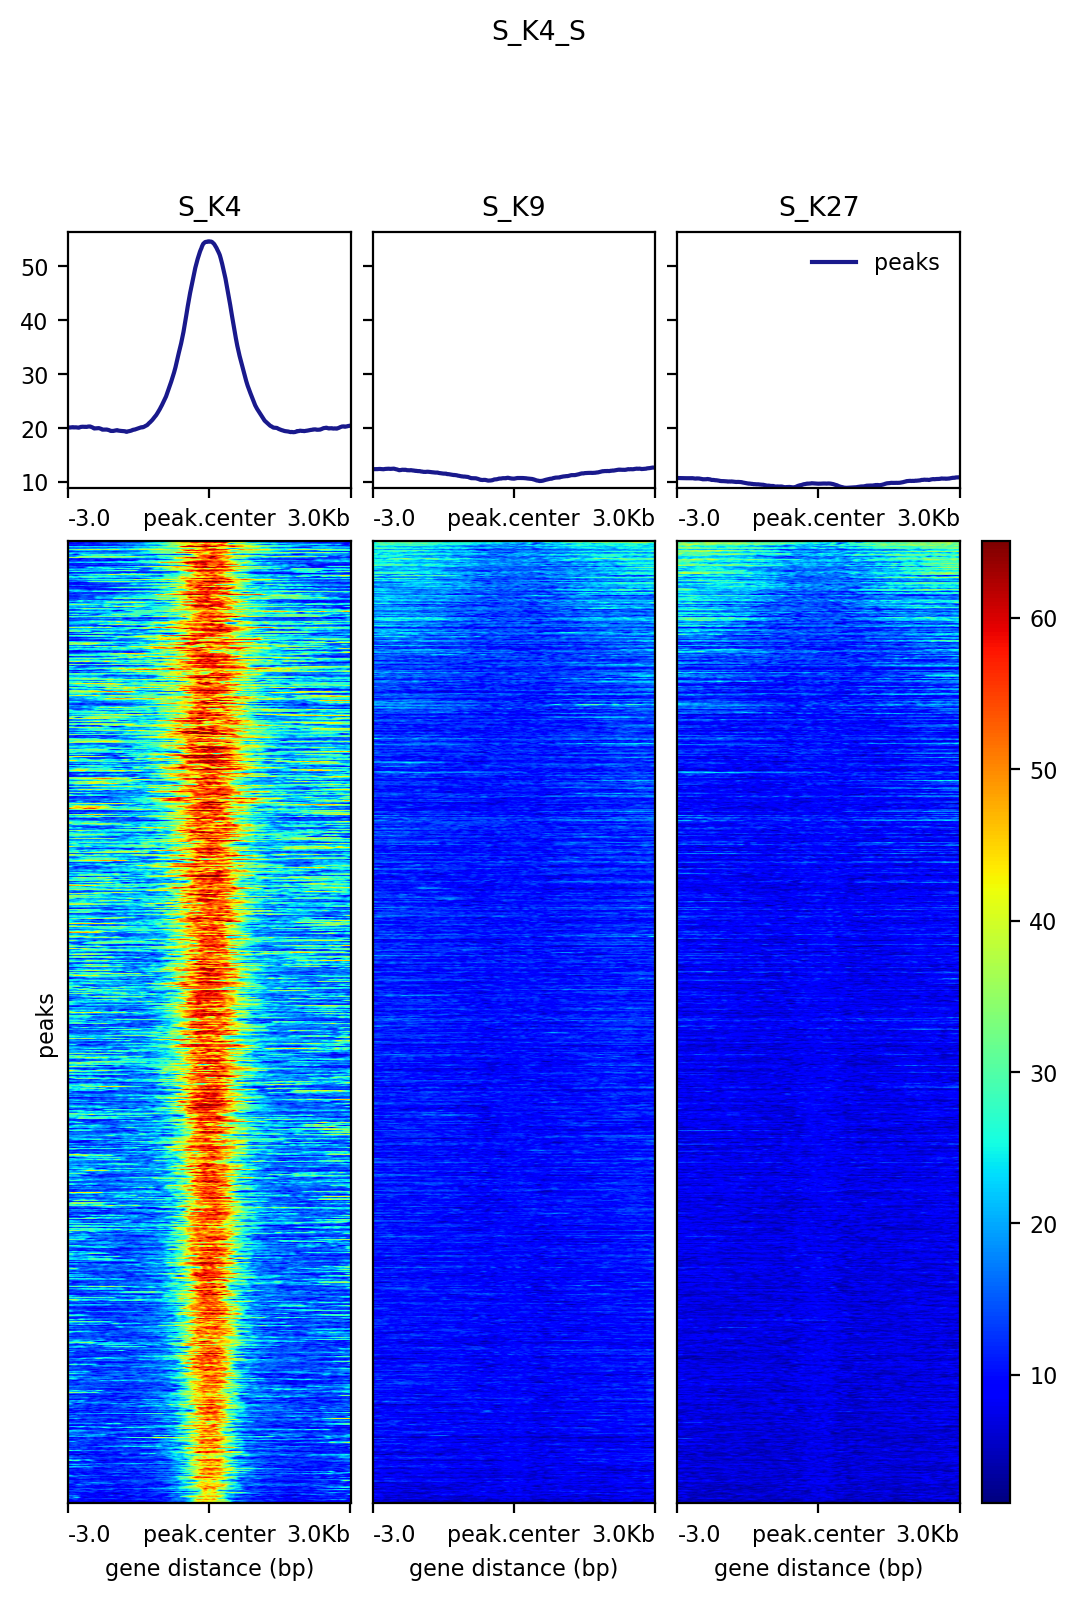 S_K4_S
S_K4 S_K9 S_K27
peaks
50
40
30
20
10
-3.0 peak.center 3.0Kb -3.0 peak.center 3.0Kb -3.0 peak.center 3.0Kb
peaks
60
50
40
30
20
10
-3.0 peak.center 3.0Kb -3.0 peak.center 3.0Kb -3.0 peak.center 3.0Kb
gene distance (bp) gene distance (bp) gene distance (bp)